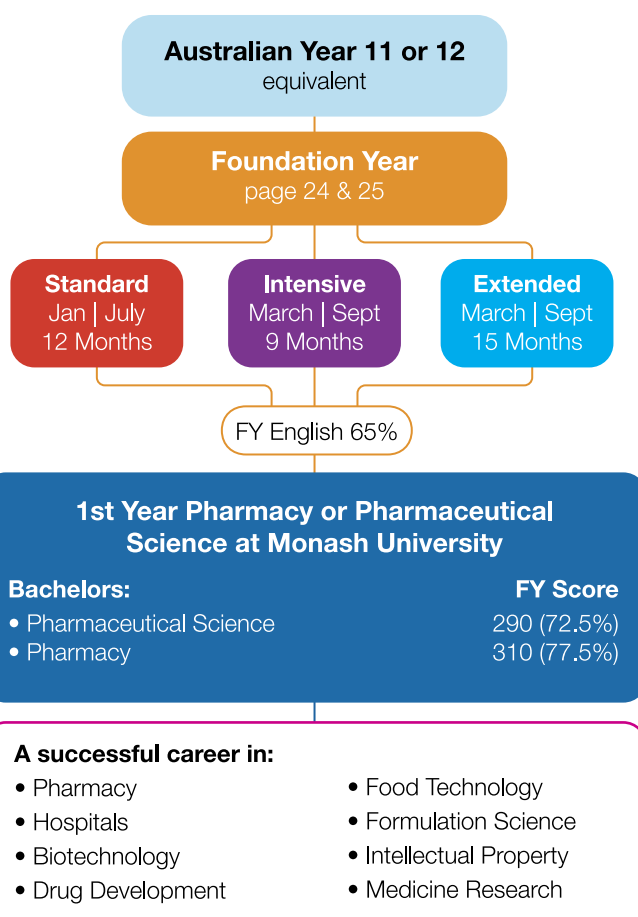 Australian Year 11 or 12
equivalent
Foundation Year
page 24 & 25
Standard
Jan | July
12 Months
Intensive
March | Sept
9 Months
Extended
March | Sept
15 Months
FY English 65%
1st Year Pharmacy or Pharmaceutical
Science at Monash University
Bachelors: FY Score
• Pharmaceutical Science 290 (72.5%)
• Pharmacy 310 (77.5%)
A successful career in:
• Pharmacy
• Hospitals
• Biotechnology
• Drug Development
• Food Technology
• Formulation Science
• Intellectual Property
• Medicine Research